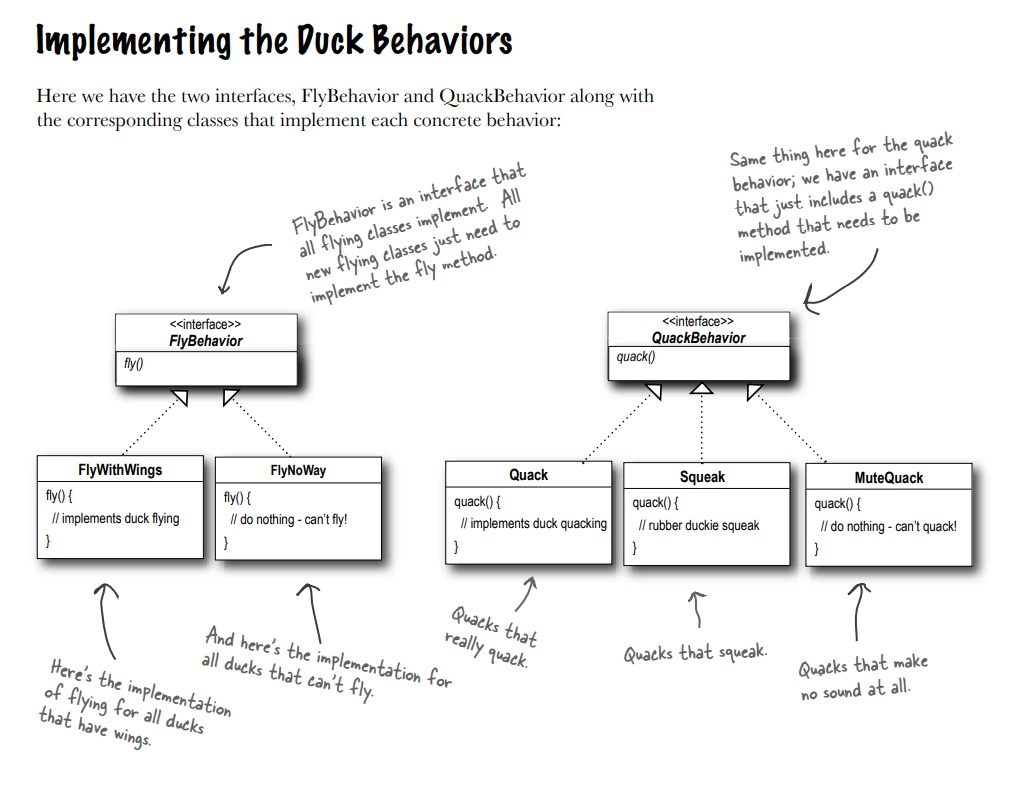 Implementing the Duck Behaviors
Here we have the two interfaces, FlyBehavior and QuackBehavior along with
the corresponding classes that implement each concrete behavior:
FlyBehavior is an interface that
all flying classes implement. All
new flying classes just need to
implement the fly method.
Same thing here for the quack
behavior; we have an interface
that just includes a quack()
method that needs to be
implemented.
<<interface>>
FlyBehavior
fly()
<<interface>>
QuackBehavior
quack()
FlyWithWings
fly() {
// implements duck flying
}
FlyNoWay
fly() {
// do nothing - can't fly!
}
Quack
quack() {
// implements duck quacking
}
Squeak
quack() {
// rubber duckie squeak
}
MuteQuack
quack() {
// do nothing - can't quack!
}
Here's the implementation
of flying for all ducks
that have wings.
And here's the implementation for
all ducks that can't fly.
Quacks that
really quack.
Quacks that squeak.
Quacks that make
no sound at all.